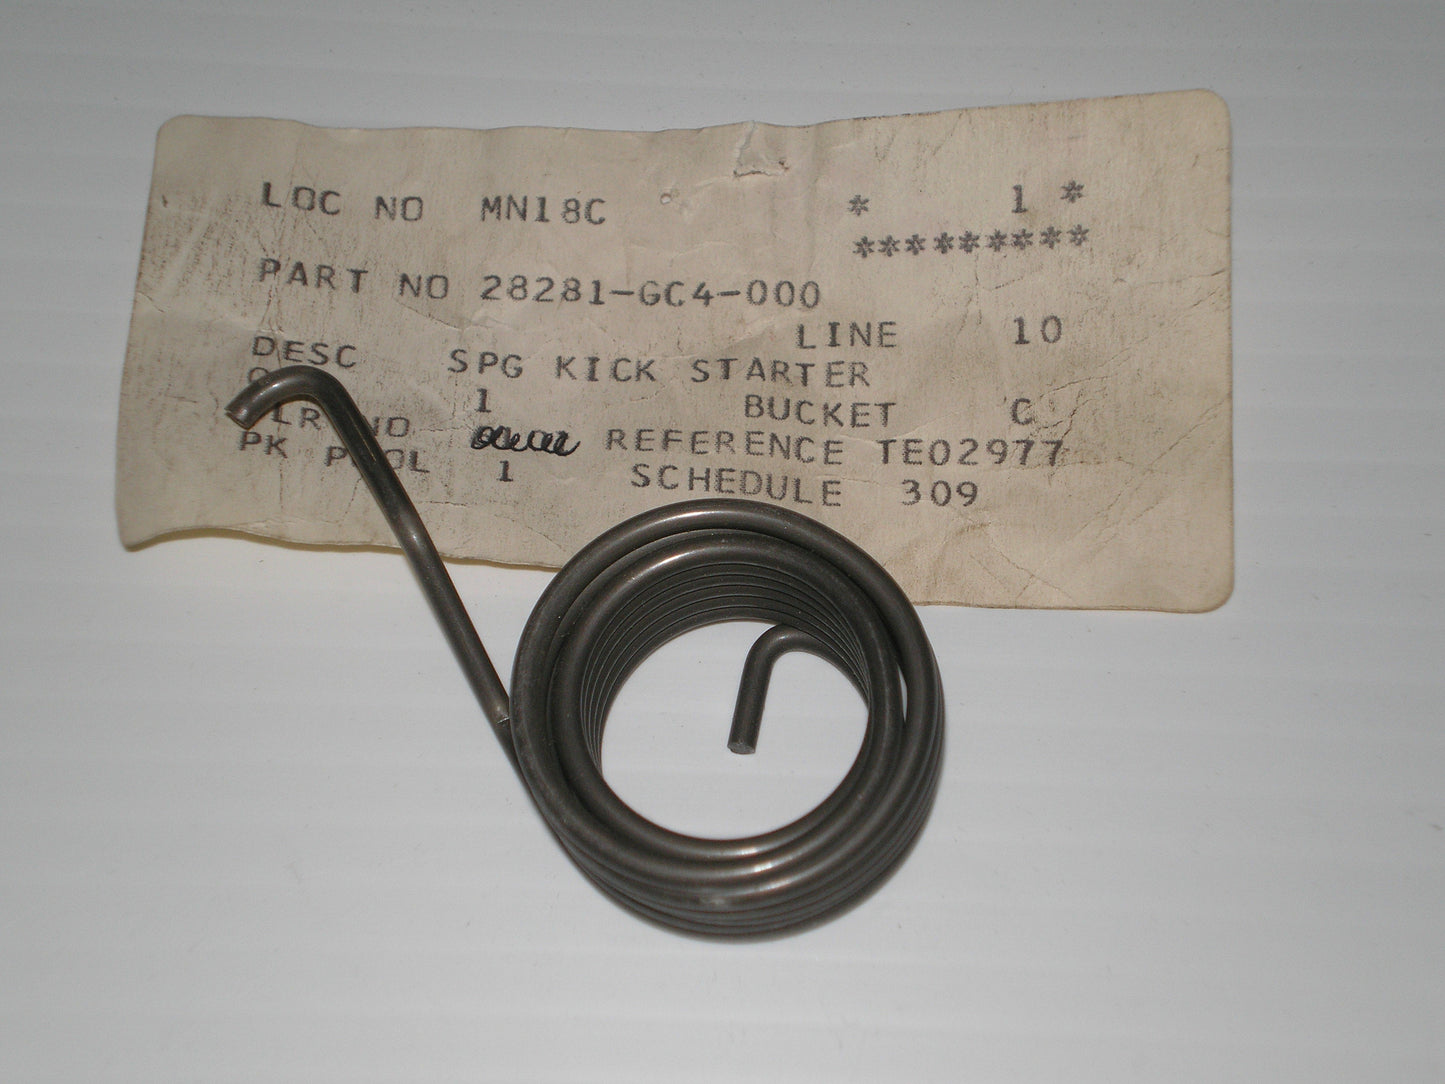 LOC NO MN18C * 1 *
*********
PART NO 28281-GC4-000
LINE 10
DESC SPG KICK STARTER
1 BUCKET C
NO REFERENCE TE02977
PK 1 SCHEDULE 309